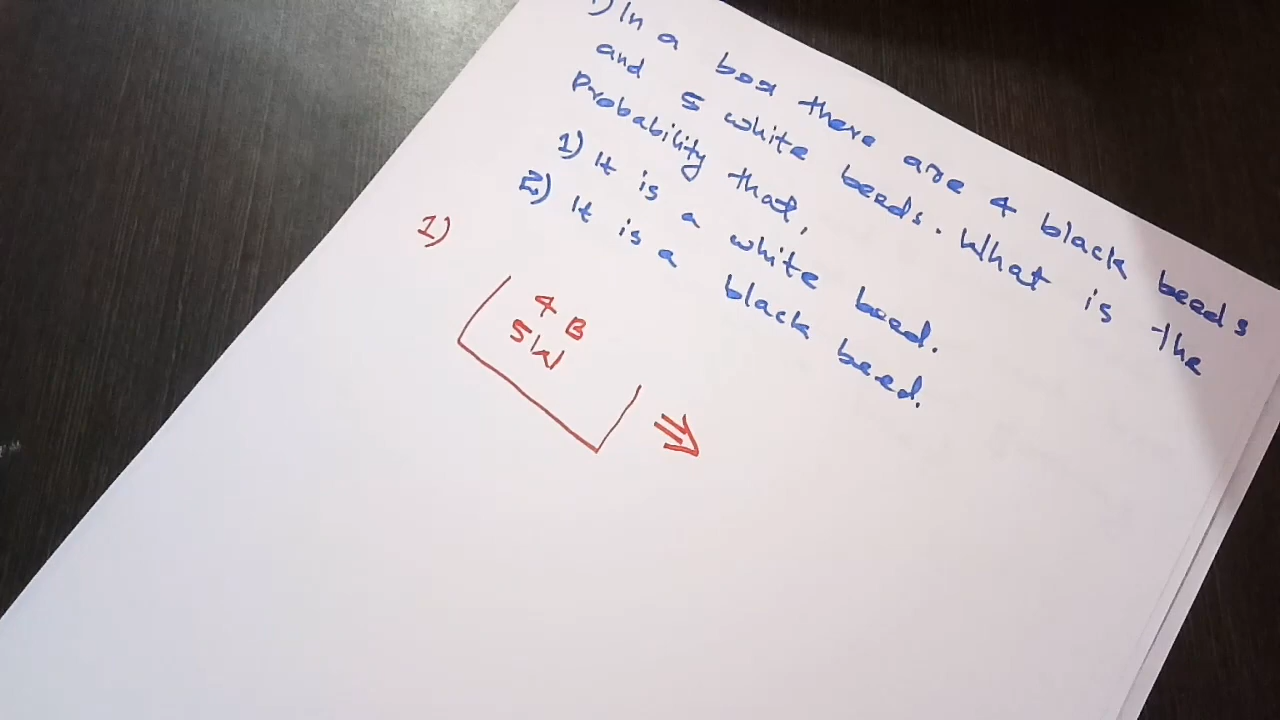 1) In a box there are 4 black beeds
and 5 white beeds. What is the
Probability that,
1) It is a white beed.
2) It is a black beed.
1)
4 B
5 W